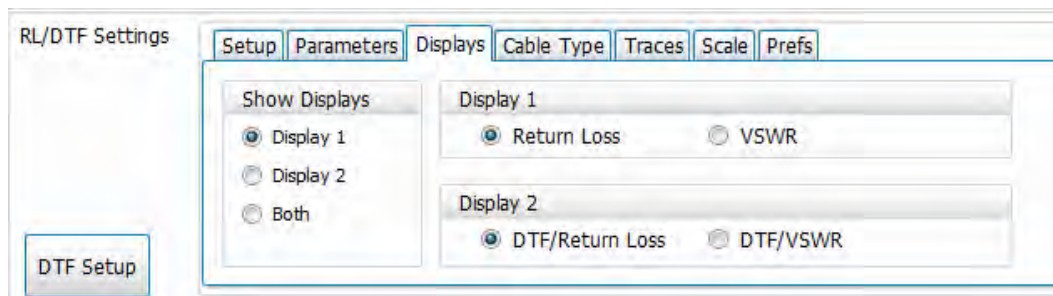 RL/DTF Settings
Setup Parameters Displays Cable Type Traces Scale Prefs
Show Displays
Display 1
Display 2
Both
Display 1
Return Loss VSWR
Display 2
DTF/Return Loss DTF/VSWR
DTF Setup